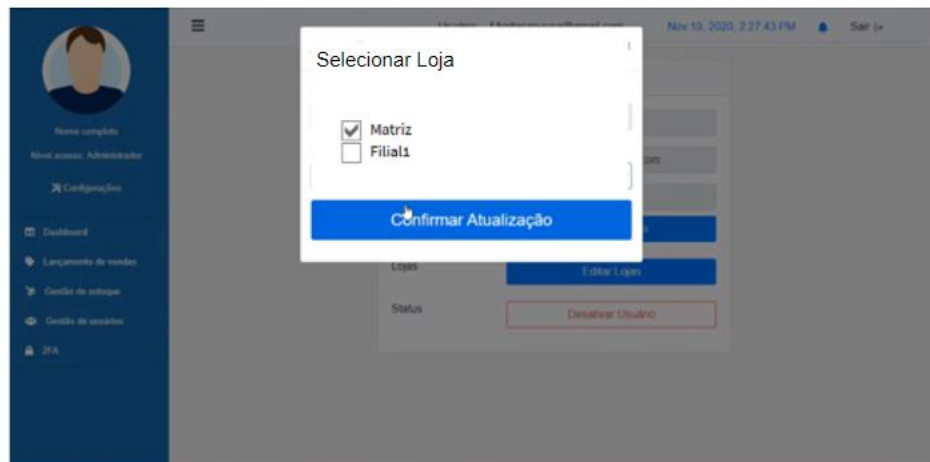 Nov 19, 2020, 2:27:43 PM
Sair
Selecionar Loja
Nome completo
Nível acesso: Administrador
Configurações
Matriz
Filial1
Confirmar Atualização
Dashboard
Lançamento de vendas
Gestão de estoque
Gestão de usuários
2FA
Lojas
Editar Lojas
Status
Desativar Usuário